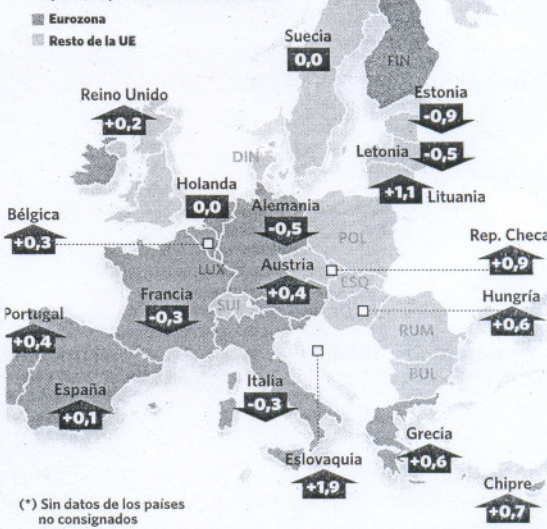 Eurozona
Resto de la UE
Suecia
0,0
FIN
Reino Unido
+0,2
Estonia
-0,9
DIN
Letonia
-0,5
+1,1
Lituania
Holanda
0,0
Alemania
-0,5
Bélgica
+0,3
POL
Rep. Checa
+0,9
LUX
Austria
+0,4
ESQ
Hungría
+0,6
Francia
-0,3
SUI
Portugal
+0,4
RUM
BUL
España
+0,1
Italia
-0,3
Grecia
+0,6
Eslovaquia
+1,9
Chipre
+0,7
(*) Sin datos de los países
no consignados